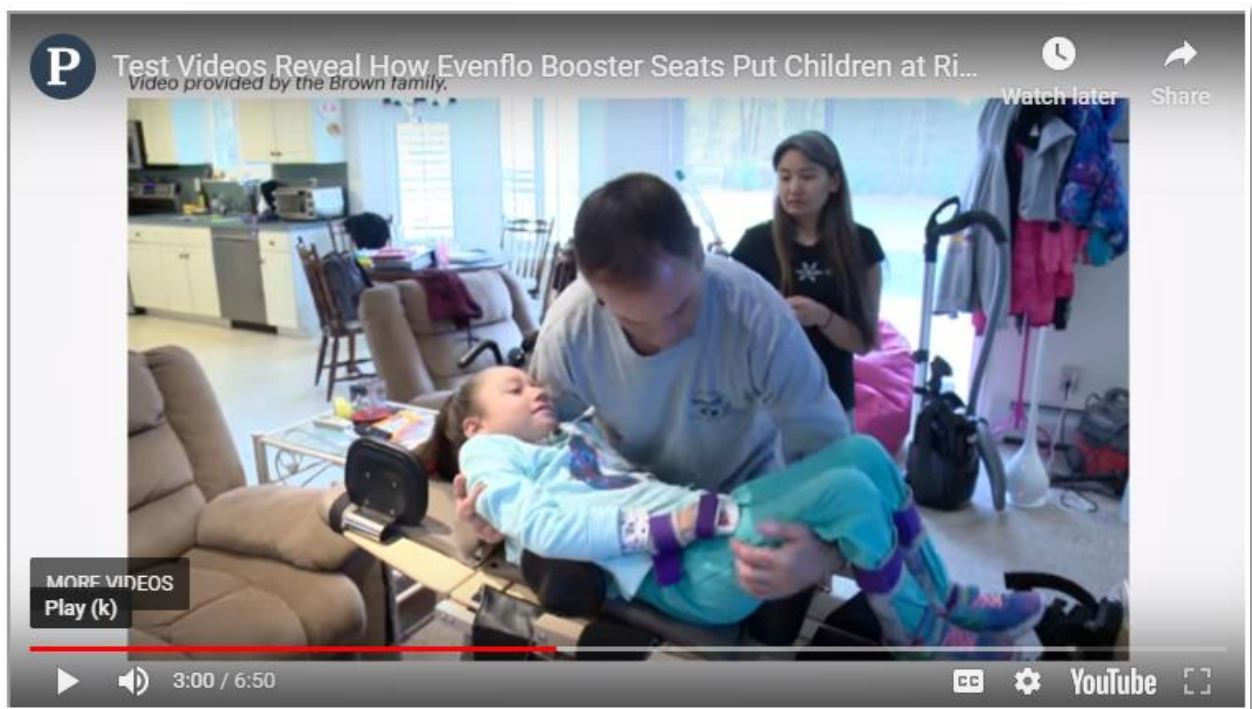 P
Test Videos Reveal How Evenflo Booster Seats Put Children at Ri...
Video provided by the Brown family.
Watch later
Share
MORE VIDEOS
Play (k)
3:00 / 6:50
CC
YouTube